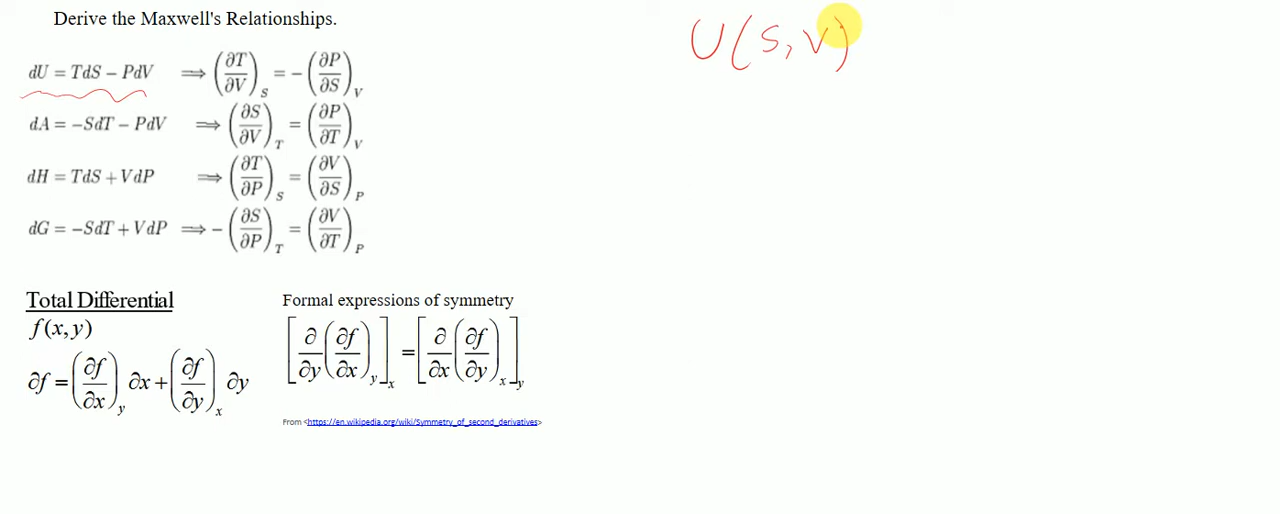 Derive the Maxwell's Relationships.
U(S,V)
dU = TdS − PdV ⟹ (∂T/∂V)_S = −(∂P/∂S)_V
dA = −SdT − PdV ⟹ (∂S/∂V)_T = (∂P/∂T)_V
dH = TdS + VdP ⟹ (∂T/∂P)_S = (∂V/∂S)_P
dG = −SdT + VdP ⟹ −(∂S/∂P)_T = (∂V/∂T)_P
Total Differential
f(x,y)
∂f = (∂f/∂x)_y ∂x + (∂f/∂y)_x ∂y
Formal expressions of symmetry
[∂/∂y (∂f/∂x)_y]_x = [∂/∂x (∂f/∂y)_x]_y
From <https://en.wikipedia.org/wiki/Symmetry_of_second_derivatives>